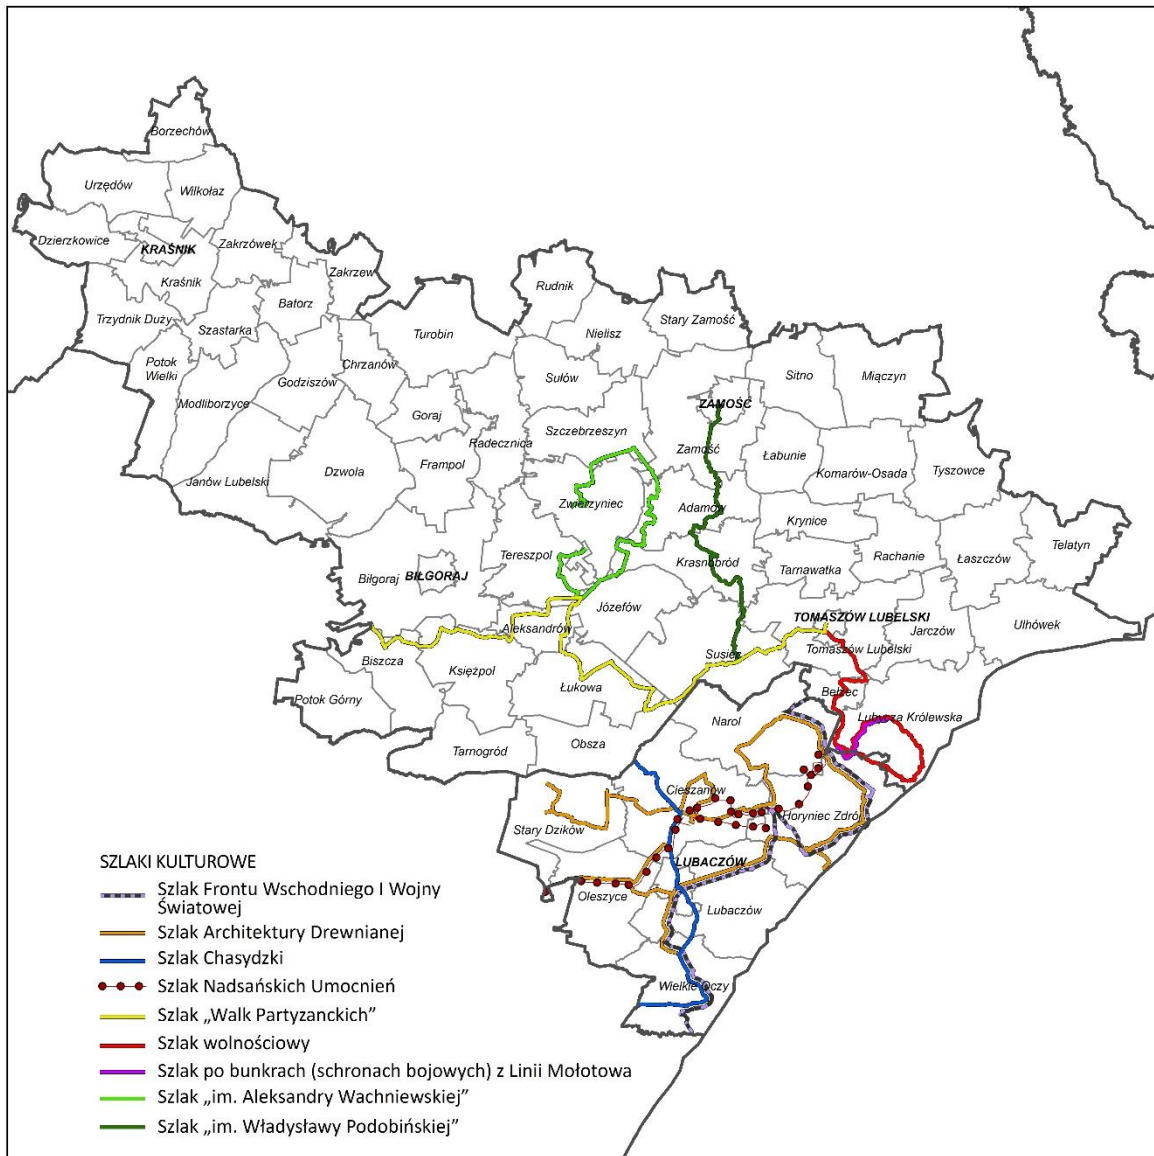 Borzechów
Urzędów
Wilkołaz
Dzierzkowice
KRAŚNIK
Zakrzówek
Zakrzew
Kraśnik
Batorz
Trzydnik Duży
Szastarka
Potok
Wielki
Modliborzyce
Godziszów
Chrzanów
Turobin
Rudnik
Nielisz
Stary Zamość
Sułów
Sitno
Miączyn
Goraj
ZAMOŚĆ
Szczebrzeszyn
Radecznica
Zamość
Łabunie
Frampol
Dzwola
Janów Lubelski
Komarów-Osada
Tyszowce
Zwierzyniec
Adamów
Krynice
Telatyn
Tereszpol
Krasnobród
Rachanie
Łaszczów
Tarnawatka
Biłgoraj
BIŁGORAJ
Józefów
TOMASZÓW LUBELSKI
Ulhówek
Aleksandrów
Jarczów
Susiec
Tomaszów Lubelski
Biszcza
Księżpol
Łukowa
Bełżec
Potok Górny
Narol
Lubycza Królewska
Tarnogród
Obsza
Cieszanów
Horyniec Zdrój
Stary Dzików
LUBACZÓW
Oleszyce
Lubaczów
Wielkie Oczy
SZLAKI KULTUROWE
Szlak Frontu Wschodniego I Wojny
Światowej
Szlak Architektury Drewnianej
Szlak Chasydzki
Szlak Nadsańskich Umocnień
Szlak „Walk Partyzanckich”
Szlak wolnościowy
Szlak po bunkrach (schronach bojowych) z Linii Mołotowa
Szlak „im. Aleksandry Wachniewskiej”
Szlak „im. Władysławy Podobińskiej”